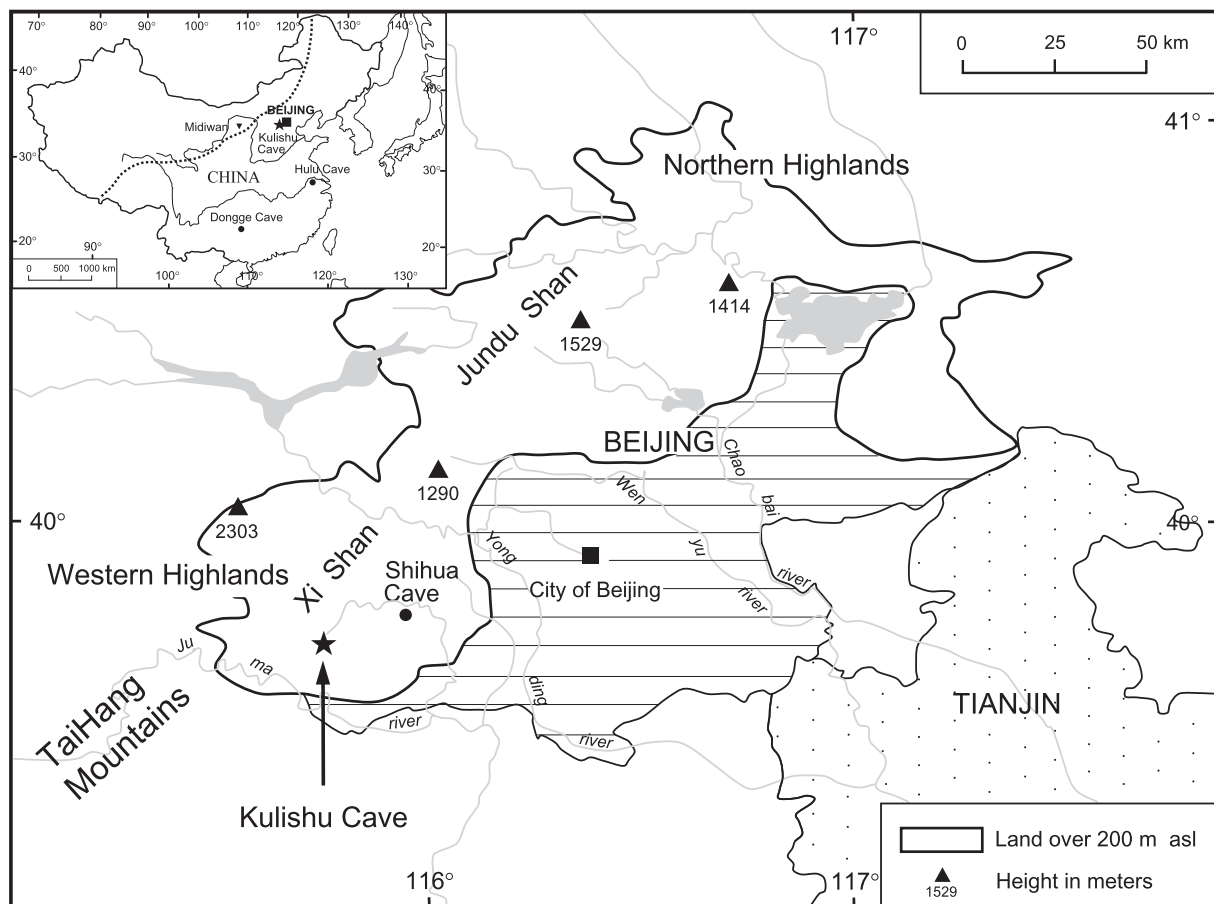 70°
80°
90°
100°
110°
120°
130°
140°
40°
40°
BEIJING
Midiwan
Kulishu
Cave
30°
30°
CHINA
Hulu Cave
Dongge Cave
20°
20°
90°
0 500 1000 km
100°
110°
120°
130°
117°
0 25 50 km
41°
Northern Highlands
Jundu Shan
1414
1529
BEIJING
Chao
bai
river
1290
2303
Wen
yu
river
40°
40°
Yong
ding
river
Western Highlands
Xi Shan
Shihua
Cave
City of Beijing
Ju
ma
river
TaiHang
Mountains
TIANJIN
Kulishu Cave
116°
117°
Land over 200 m asl
1529
Height in meters